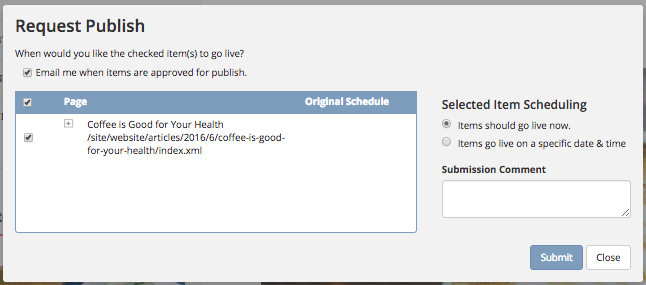 Request Publish
When would you like the checked item(s) to go live?
Email me when items are approved for publish.
Page Original Schedule
Coffee is Good for Your Health
/site/website/articles/2016/6/coffee-is-good-
for-your-health/index.xml
Selected Item Scheduling
Items should go live now.
Items go live on a specific date & time
Submission Comment
Submit Close